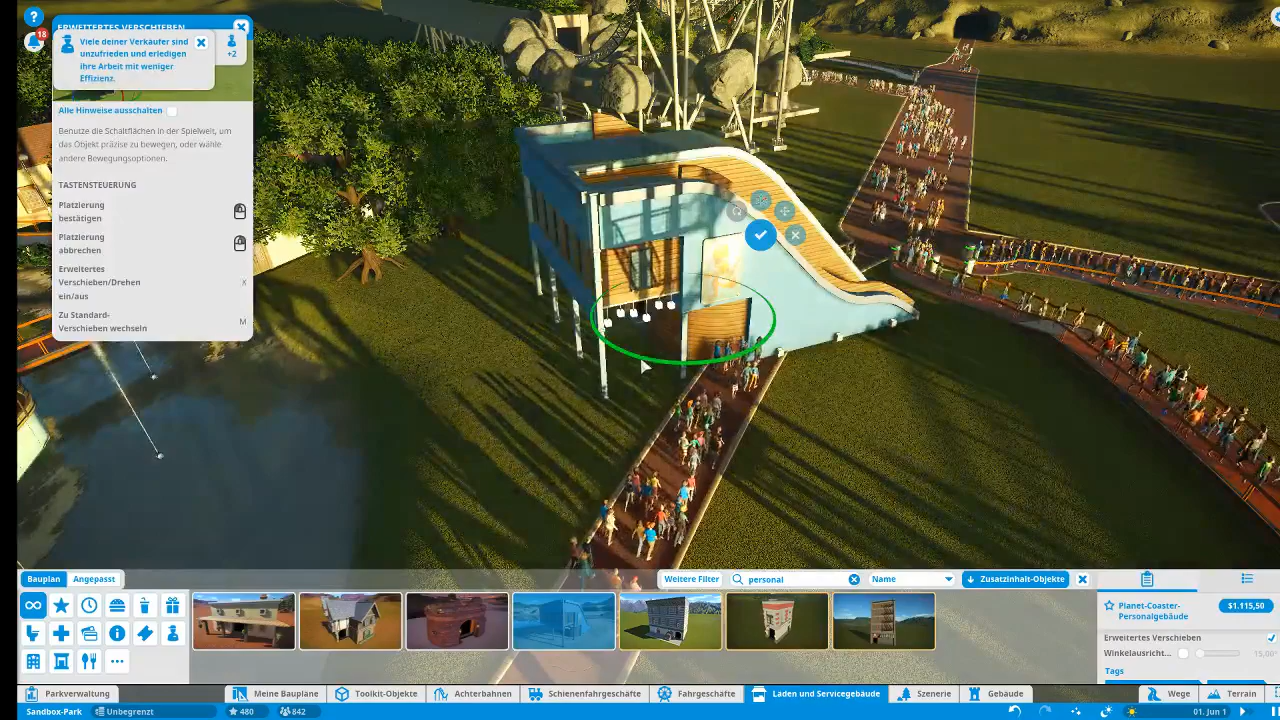 ERWEITERTES VERSCHIEBEN
18
Viele deiner Verkäufer sind
unzufrieden und erledigen
ihre Arbeit mit weniger
Effizienz.
+2
Alle Hinweise ausschalten
Benutze die Schaltflächen in der Spielwelt, um
das Objekt präzise zu bewegen, oder wähle
andere Bewegungsoptionen.
TASTENSTEUERUNG
Platzierung
bestätigen
Platzierung
abbrechen
Erweitertes
Verschieben/Drehen
ein/aus
X
Zu Standard-
Verschieben wechseln
M
Bauplan
Angepasst
Weitere Filter
personal
Name
Zusatzinhalt-Objekte
Planet-Coaster-
Personalgebäude
$1.115,50
Erweitertes Verschieben
Winkelausricht...
15,00°
Tags
Parkverwaltung
Meine Baupläne
Toolkit-Objekte
Achterbahnen
Schienenfahrgeschäfte
Fahrgeschäfte
Läden und Servicegebäude
Szenerie
Gebäude
Wege
Terrain
Sandbox-Park
Unbegrenzt
480
842
01. Jun 1